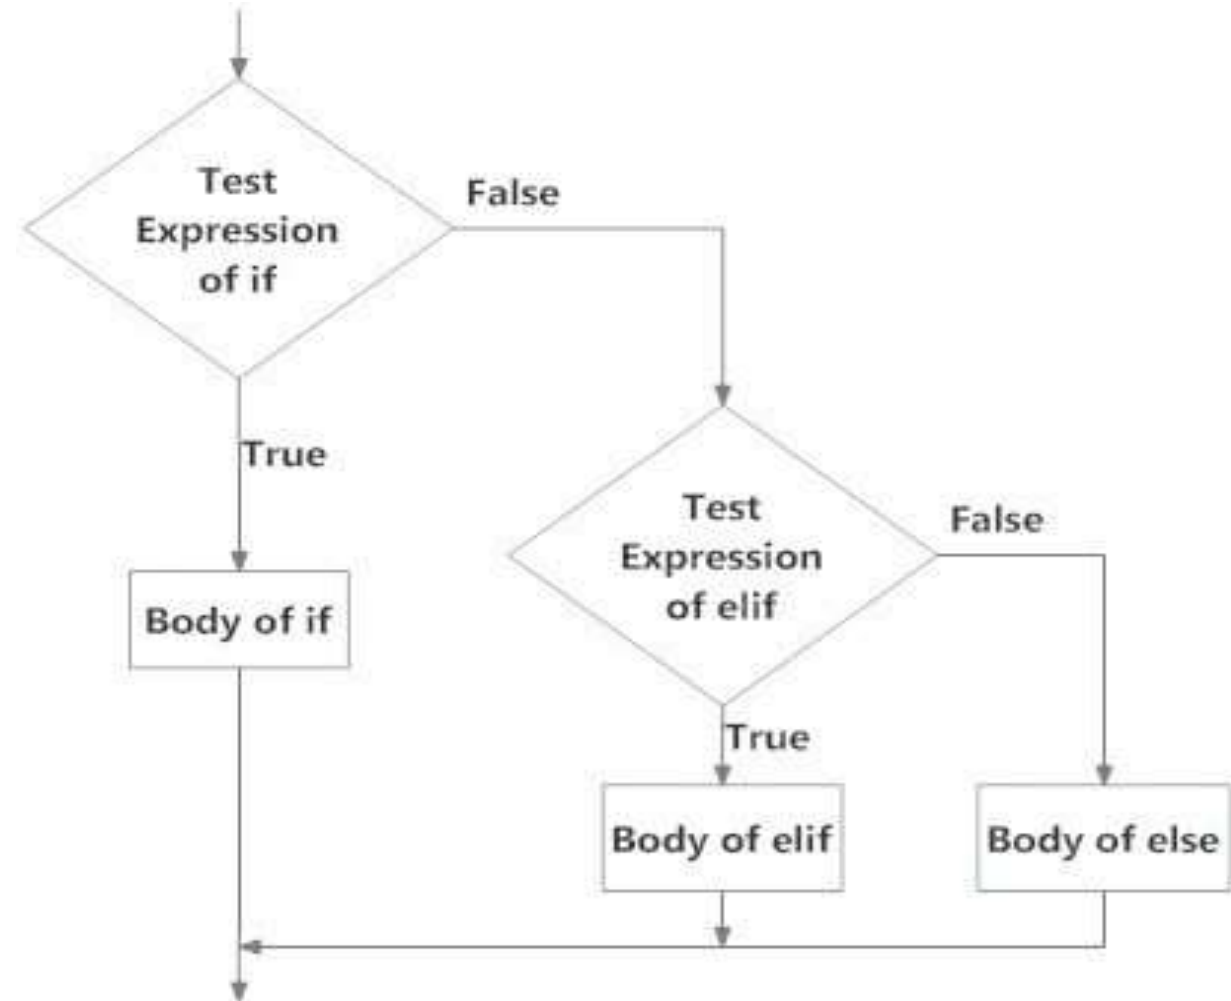 Test
Expression
of if
False
True
Body of if
Test
Expression
of elif
False
True
Body of elif
Body of else